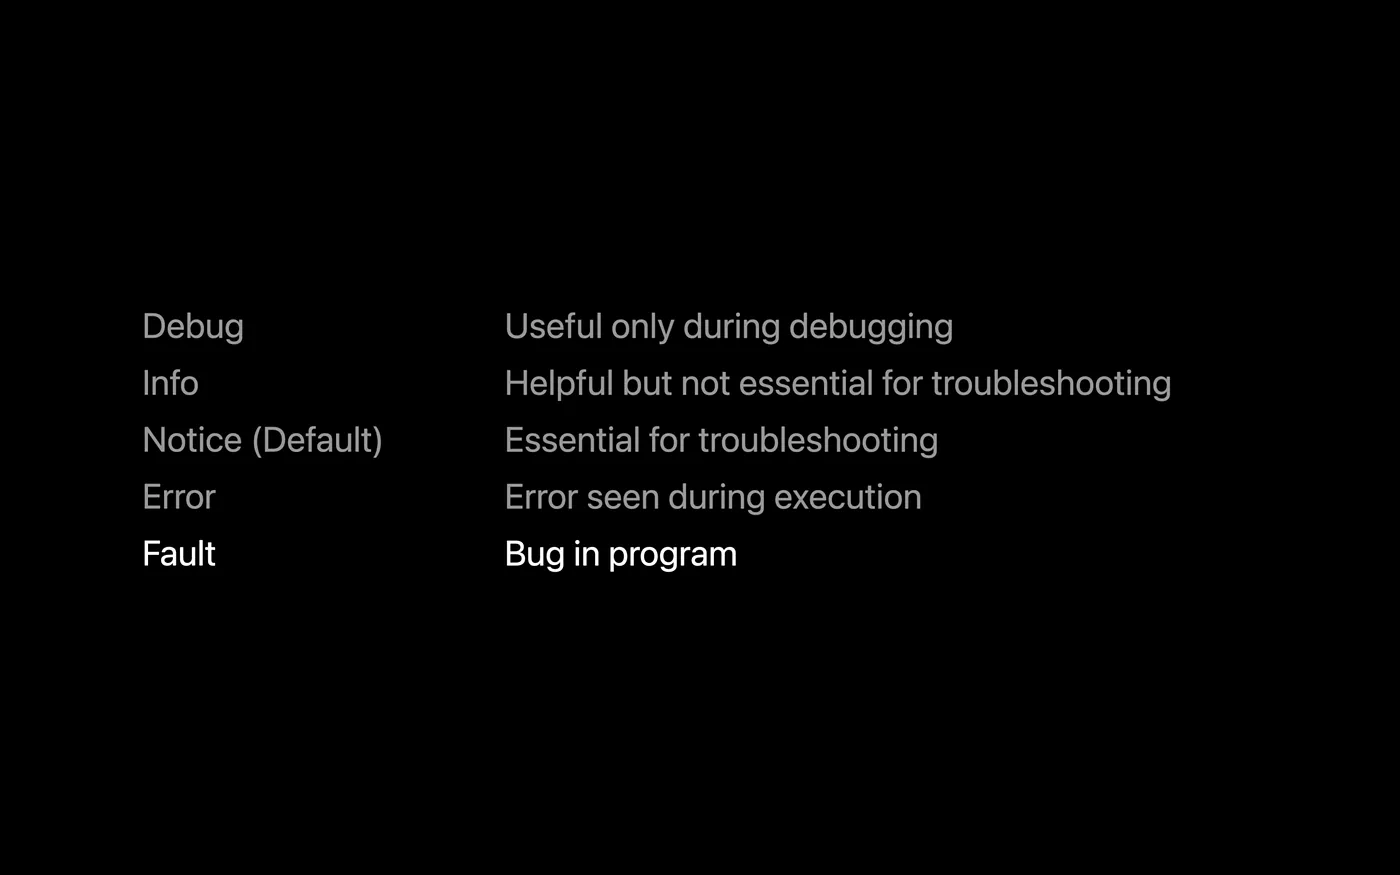 Debug Useful only during debugging
Info Helpful but not essential for troubleshooting
Notice (Default) Essential for troubleshooting
Error Error seen during execution
Fault Bug in program